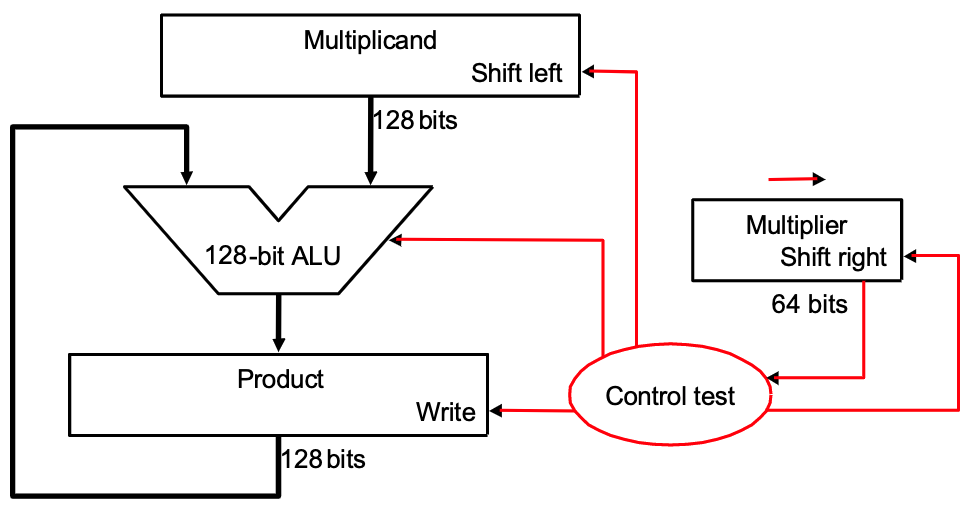 Multiplicand
Shift left
128 bits
128-bit ALU
Multiplier
Shift right
64 bits
Product
Write
Control test
128 bits